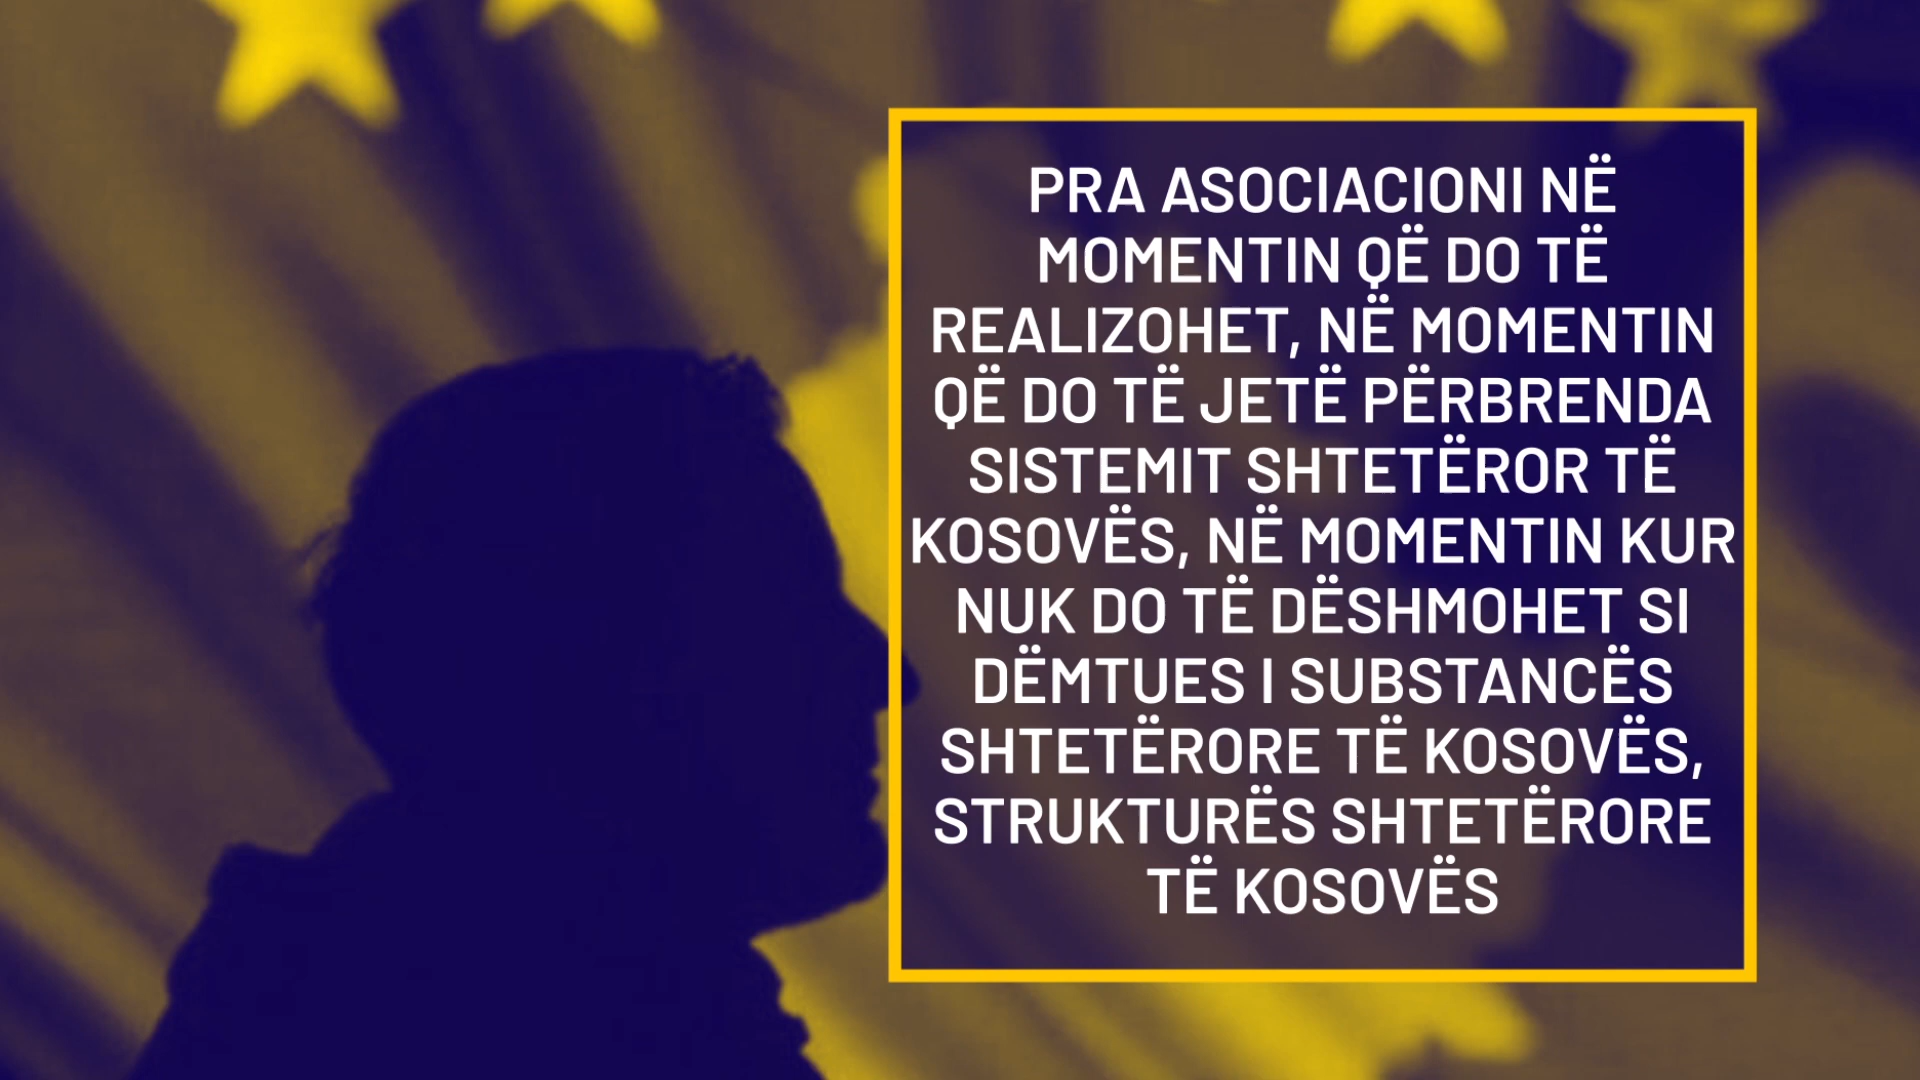 PRA ASOCIACIONI NË
MOMENTIN QË DO TË
REALIZOHET, NË MOMENTIN
QË DO TË JETË PËRBRENDA
SISTEMIT SHTETËROR TË
KOSOVËS, NË MOMENTIN KUR
NUK DO TË DËSHMOHET SI
DËMTUES I SUBSTANCËS
SHTETËRORE TË KOSOVËS,
STRUKTURËS SHTETËRORE
TË KOSOVËS